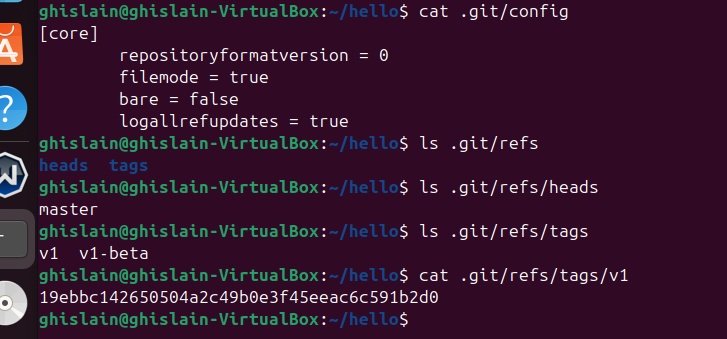 ghislain@ghislain-VirtualBox:~/hello$ cat .git/config
[core]
        repositoryformatversion = 0
        filemode = true
        bare = false
        logallrefupdates = true
ghislain@ghislain-VirtualBox:~/hello$ ls .git/refs
heads  tags
ghislain@ghislain-VirtualBox:~/hello$ ls .git/refs/heads
master
ghislain@ghislain-VirtualBox:~/hello$ ls .git/refs/tags
v1  v1-beta
ghislain@ghislain-VirtualBox:~/hello$ cat .git/refs/tags/v1
19ebbc142650504a2c49b0e3f45eeac6c591b2d0
ghislain@ghislain-VirtualBox:~/hello$